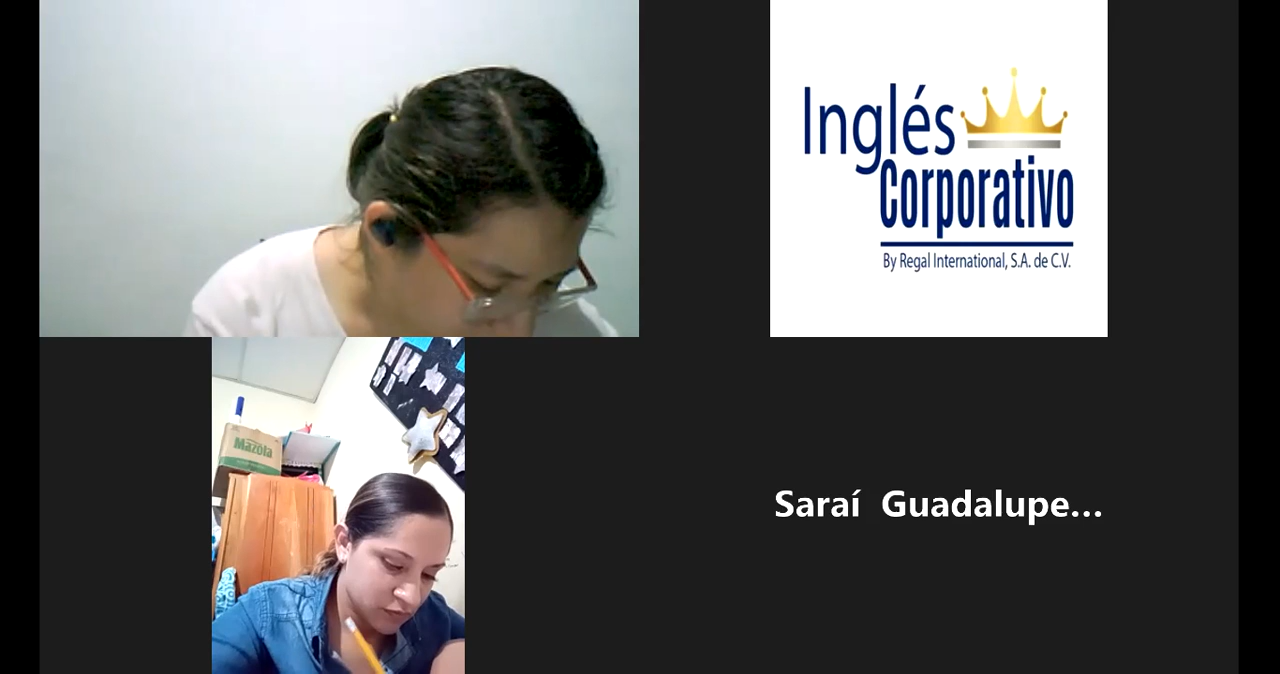 Inglés
Corporativo
By Regal International, S.A. de C.V.
Mazola
Saraí Guadalupe...